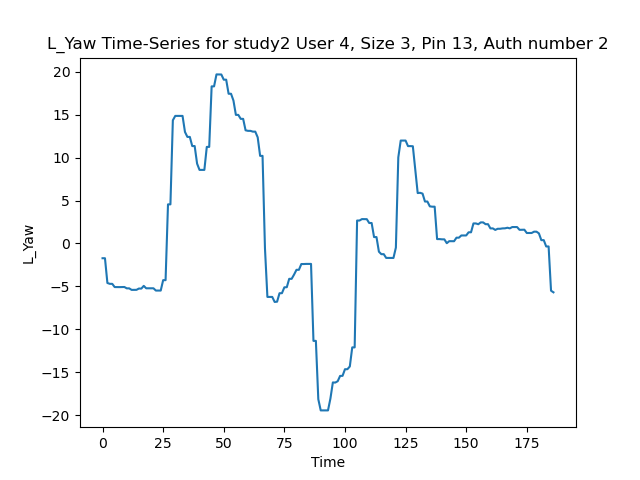 L_Yaw Time-Series for study2 User 4, Size 3, Pin 13, Auth number 2
20
15
10
5
0
−5
−10
−15
−20
L_Yaw
0 25 50 75 100 125 150 175
Time